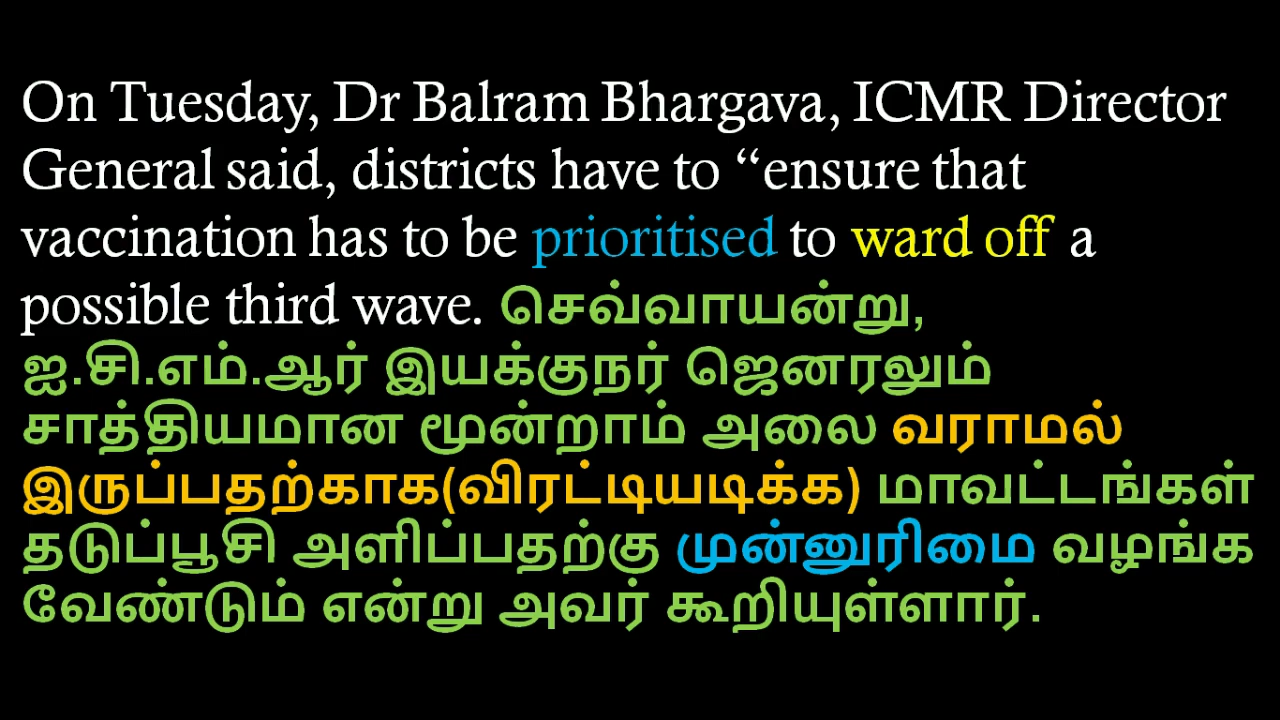 On Tuesday, Dr Balram Bhargava, ICMR Director
General said, districts have to “ensure that
vaccination has to be prioritised to ward off a
possible third wave. செவ்வாயன்று,
ஐ.சி.எம்.ஆர் இயக்குநர் ஜெனரலும்
சாத்தியமான மூன்றாம் அலை வராமல்
இருப்பதற்காக(விரட்டியடிக்க) மாவட்டங்கள்
தடுப்பூசி அளிப்பதற்கு முன்னுரிமை வழங்க
வேண்டும் என்று அவர் கூறியுள்ளார்.